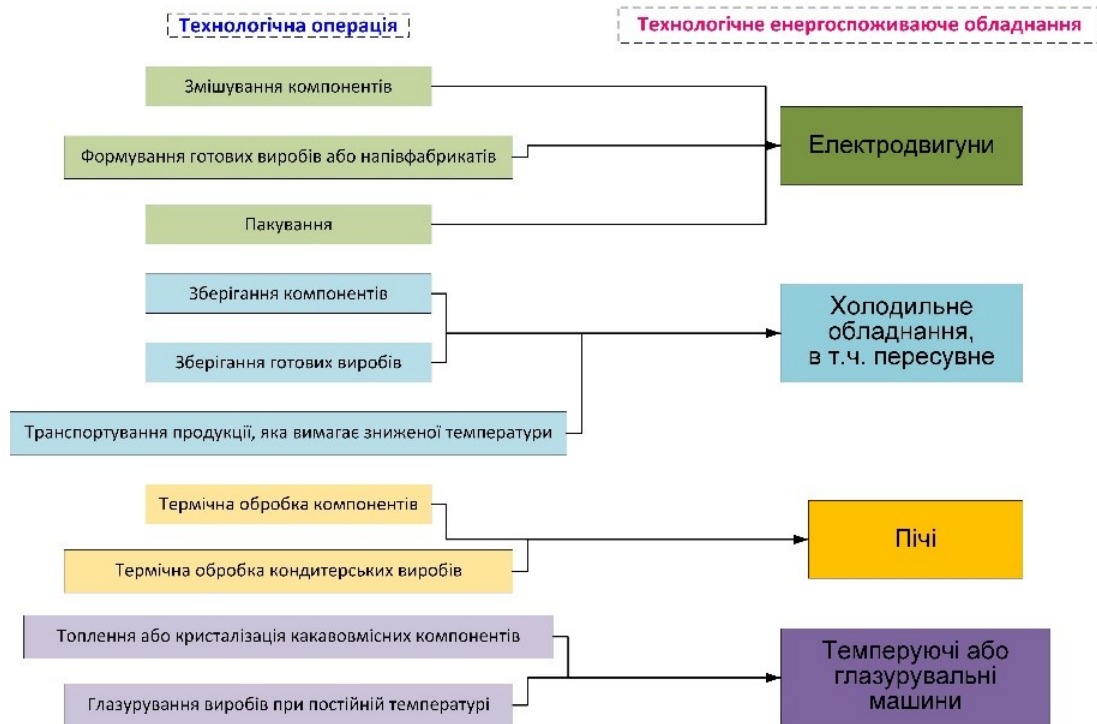 Технологічна операція
Технологічне енергоспоживаюче обладнання
Змішування компонентів
Формування готових виробів або напівфабрикатів
Пакування
Електродвигуни
Зберігання компонентів
Зберігання готових виробів
Транспортування продукції, яка вимагає зниженої температури
Холодильне
обладнання,
в т.ч. пересувне
Термічна обробка компонентів
Термічна обробка кондитерських виробів
Пічі
Топлення або кристалізація какавовмісних компонентів
Глазурування виробів при постійній температурі
Темперуючі або
глазурувальні
машини